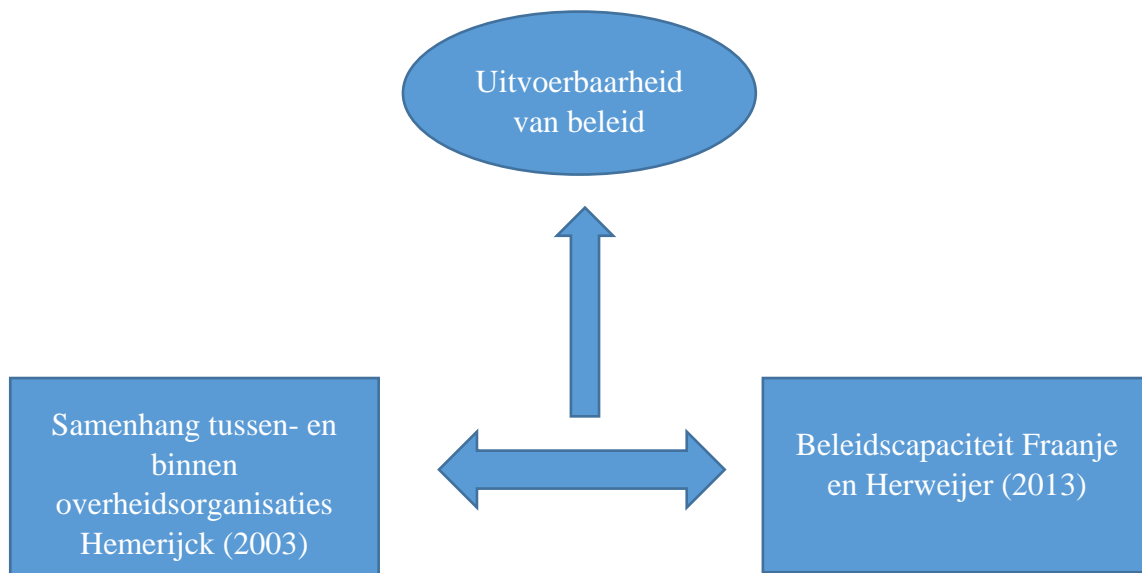 Uitvoerbaarheid
van beleid
Samenhang tussen- en
binnen
overheidsorganisaties
Hemerijck (2003)
Beleidscapaciteit Fraanje
en Herweijer (2013)